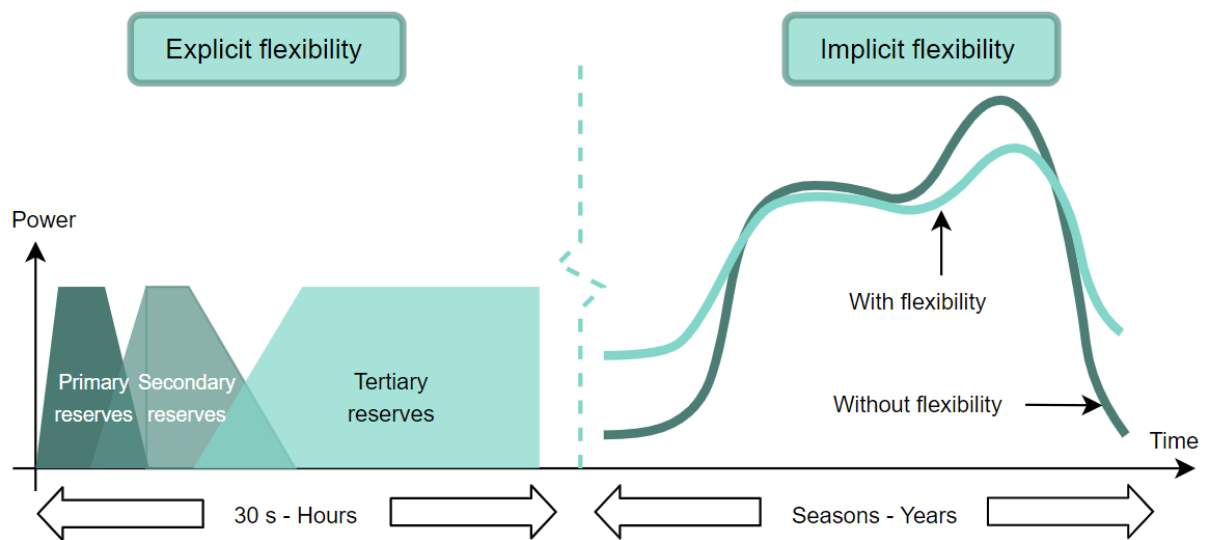 Explicit flexibility
Implicit flexibility
Power
Primary
reserves
Secondary
reserves
Tertiary
reserves
With flexibility
Without flexibility
Time
30 s - Hours
Seasons - Years